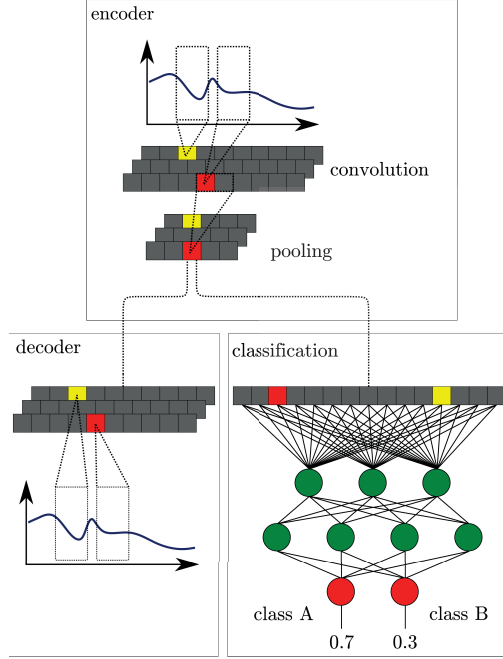 encoder
convolution
pooling
decoder
classification
class A
class B
0.7
0.3